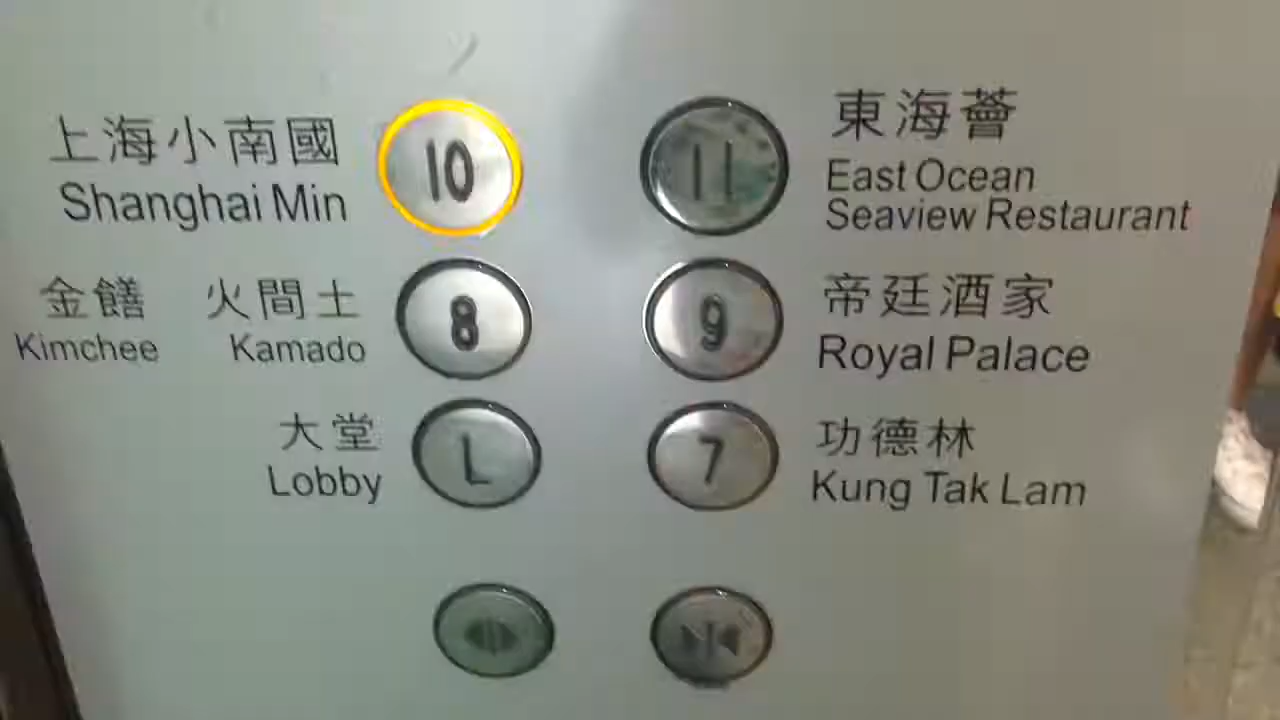 上海小南國
Shanghai Min
10
11
東海薈
East Ocean
Seaview Restaurant
金饍
Kimchee
火間土
Kamado
8
9
帝廷酒家
Royal Palace
大堂
Lobby
L
7
功德林
Kung Tak Lam